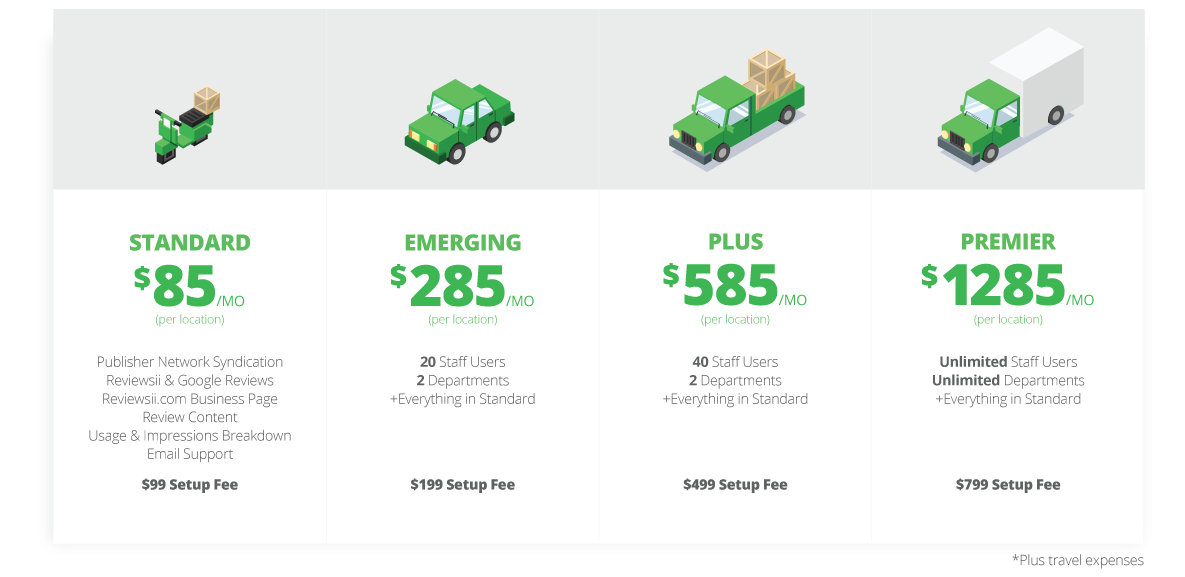 STANDARD
$85/MO
(per location)
Publisher Network Syndication
Reviewsii & Google Reviews
Reviewsii.com Business Page
Review Content
Usage & Impressions Breakdown
Email Support
$99 Setup Fee
EMERGING
$285/MO
(per location)
20 Staff Users
2 Departments
+Everything in Standard
$199 Setup Fee
PLUS
$585/MO
(per location)
40 Staff Users
2 Departments
+Everything in Standard
$499 Setup Fee
PREMIER
$1285/MO
(per location)
Unlimited Staff Users
Unlimited Departments
+Everything in Standard
$799 Setup Fee
*Plus travel expenses